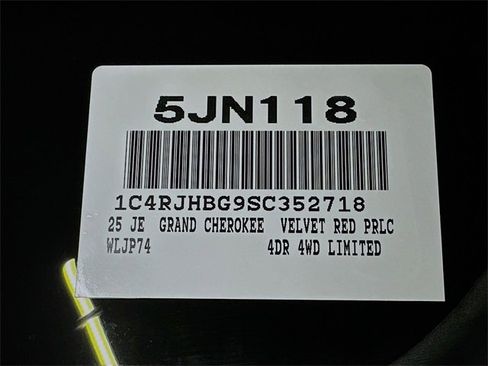 5JN118
1C4RJHBG9SC352718
25 JE GRAND CHEROKEE VELVET RED PRLC
WLJP74 4DR 4WD LIMITED